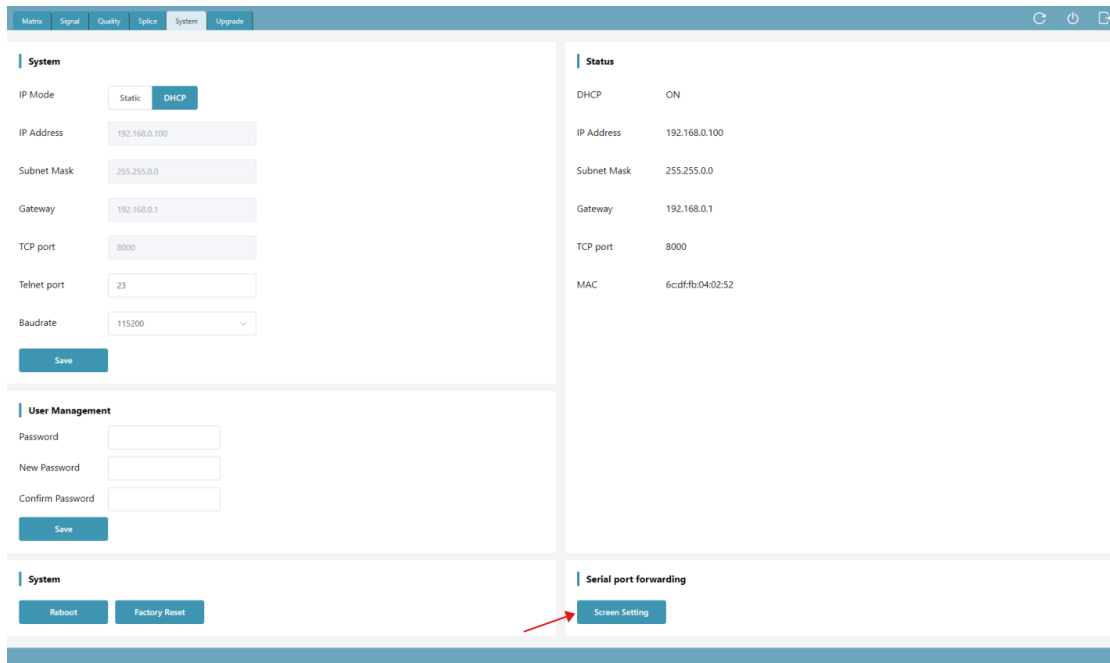 Matrix Signal Quality Splice System Upgrade
System
IP Mode Static DHCP
IP Address 192.168.0.100
Subnet Mask 255.255.0.0
Gateway 192.168.0.1
TCP port 8000
Telnet port 23
Baudrate 115200
Save
User Management
Password
New Password
Confirm Password
Save
System
Reboot Factory Reset
Status
DHCP ON
IP Address 192.168.0.100
Subnet Mask 255.255.0.0
Gateway 192.168.0.1
TCP port 8000
MAC 6c:df:fb:04:02:52
Serial port forwarding
Screen Setting